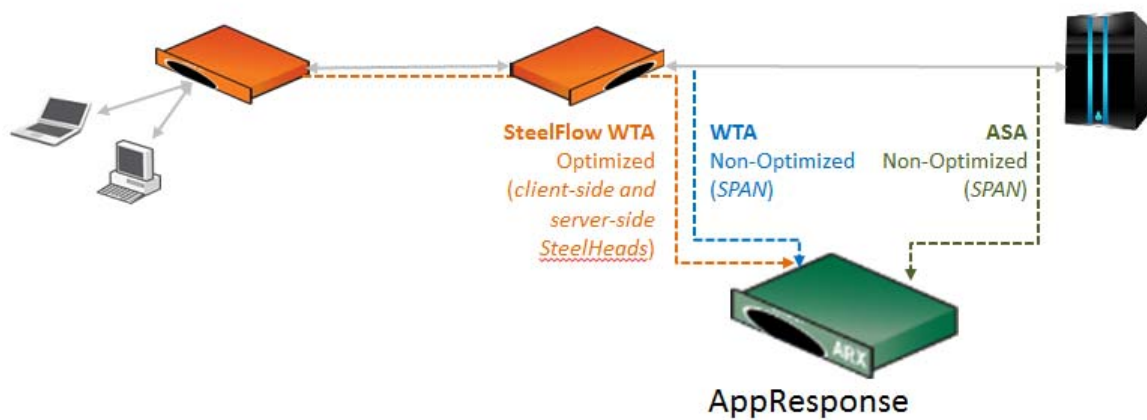 SteelFlow WTA
Optimized
(client-side and
server-side
SteelHeads)
WTA
Non-Optimized
(SPAN)
ASA
Non-Optimized
(SPAN)
ARX
AppResponse